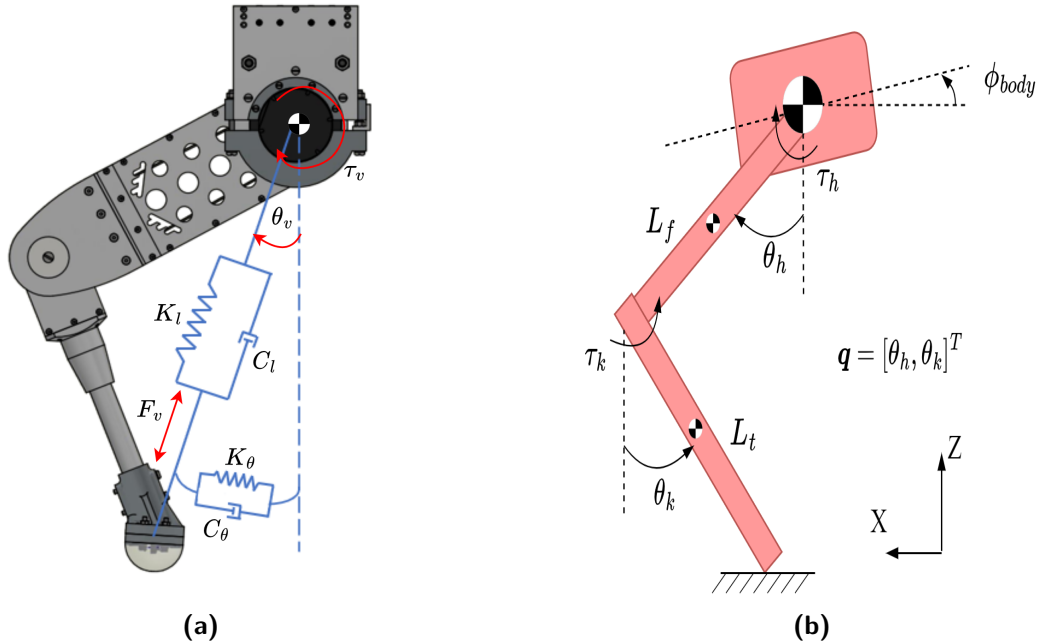 τ_v
θ_v
K_l
C_l
F_v
K_θ
C_θ
(a)
ϕ_body
τ_h
L_f
θ_h
τ_k
q = [θ_h, θ_k]^T
L_t
θ_k
Z
X
(b)